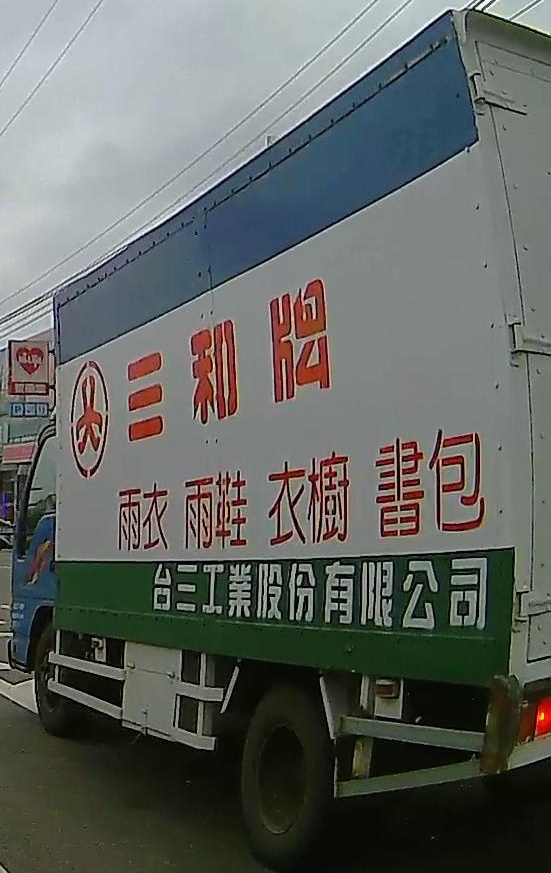 三和牌
雨衣 雨鞋 衣櫥 書包
台三工業股份有限公司